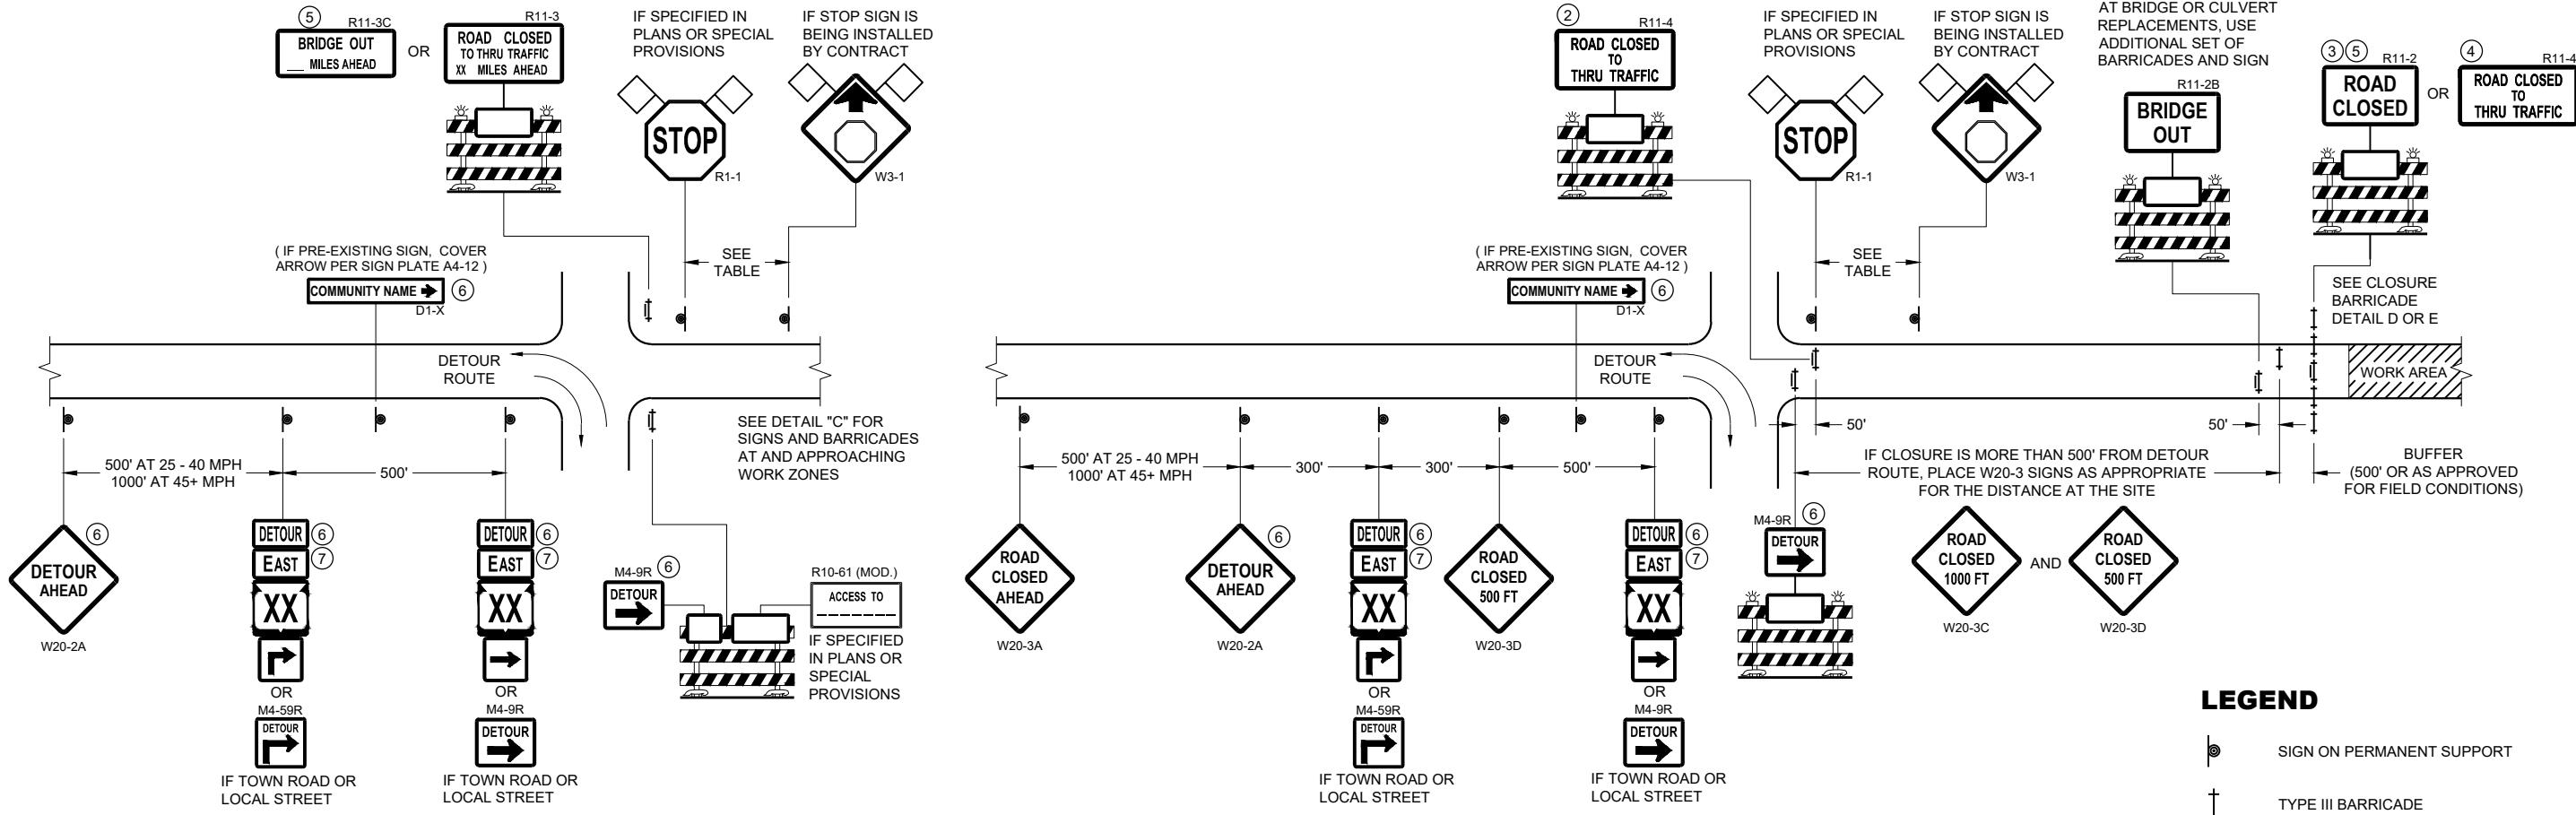 5
R11-3C
BRIDGE OUT
___ MILES AHEAD
OR
R11-3
ROAD CLOSED
TO THRU TRAFFIC
XX MILES AHEAD
IF SPECIFIED IN
PLANS OR SPECIAL
PROVISIONS
STOP
R1-1
IF STOP SIGN IS
BEING INSTALLED
BY CONTRACT
W3-1
SEE
TABLE
( IF PRE-EXISTING SIGN, COVER
ARROW PER SIGN PLATE A4-12 )
COMMUNITY NAME
6
D1-X
DETOUR
ROUTE
SEE DETAIL "C" FOR
SIGNS AND BARRICADES
AT AND APPROACHING
WORK ZONES
500' AT 25 - 40 MPH
1000' AT 45+ MPH
500'
6
DETOUR
AHEAD
W20-2A
DETOUR
6
EAST
7
XX
OR
M4-59R
DETOUR
IF TOWN ROAD OR
LOCAL STREET
DETOUR
6
EAST
7
XX
OR
M4-9R
DETOUR
IF TOWN ROAD OR
LOCAL STREET
M4-9R
6
DETOUR
R10-61 (MOD.)
ACCESS TO
_______
IF SPECIFIED
IN PLANS OR
SPECIAL
PROVISIONS
2
R11-4
ROAD CLOSED
TO
THRU TRAFFIC
IF SPECIFIED IN
PLANS OR SPECIAL
PROVISIONS
STOP
R1-1
IF STOP SIGN IS
BEING INSTALLED
BY CONTRACT
W3-1
SEE
TABLE
AT BRIDGE OR CULVERT
REPLACEMENTS, USE
ADDITIONAL SET OF
BARRICADES AND SIGN
R11-2B
BRIDGE
OUT
3 5
R11-2
ROAD
CLOSED
OR
4
R11-4
ROAD CLOSED
TO
THRU TRAFFIC
SEE CLOSURE
BARRICADE
DETAIL D OR E
( IF PRE-EXISTING SIGN, COVER
ARROW PER SIGN PLATE A4-12 )
COMMUNITY NAME
6
D1-X
DETOUR
ROUTE
WORK AREA
50'
50'
500' AT 25 - 40 MPH
1000' AT 45+ MPH
300'
300'
500'
IF CLOSURE IS MORE THAN 500' FROM DETOUR
ROUTE, PLACE W20-3 SIGNS AS APPROPRIATE
FOR THE DISTANCE AT THE SITE
BUFFER
(500' OR AS APPROVED
FOR FIELD CONDITIONS)
ROAD
CLOSED
AHEAD
W20-3A
6
DETOUR
AHEAD
W20-2A
DETOUR
6
EAST
7
XX
OR
M4-59R
DETOUR
IF TOWN ROAD OR
LOCAL STREET
ROAD
CLOSED
500 FT
W20-3D
DETOUR
6
EAST
7
XX
OR
M4-9R
DETOUR
IF TOWN ROAD OR
LOCAL STREET
M4-9R
6
DETOUR
ROAD
CLOSED
1000 FT
W20-3C
AND
ROAD
CLOSED
500 FT
W20-3D
LEGEND
SIGN ON PERMANENT SUPPORT
TYPE III BARRICADE